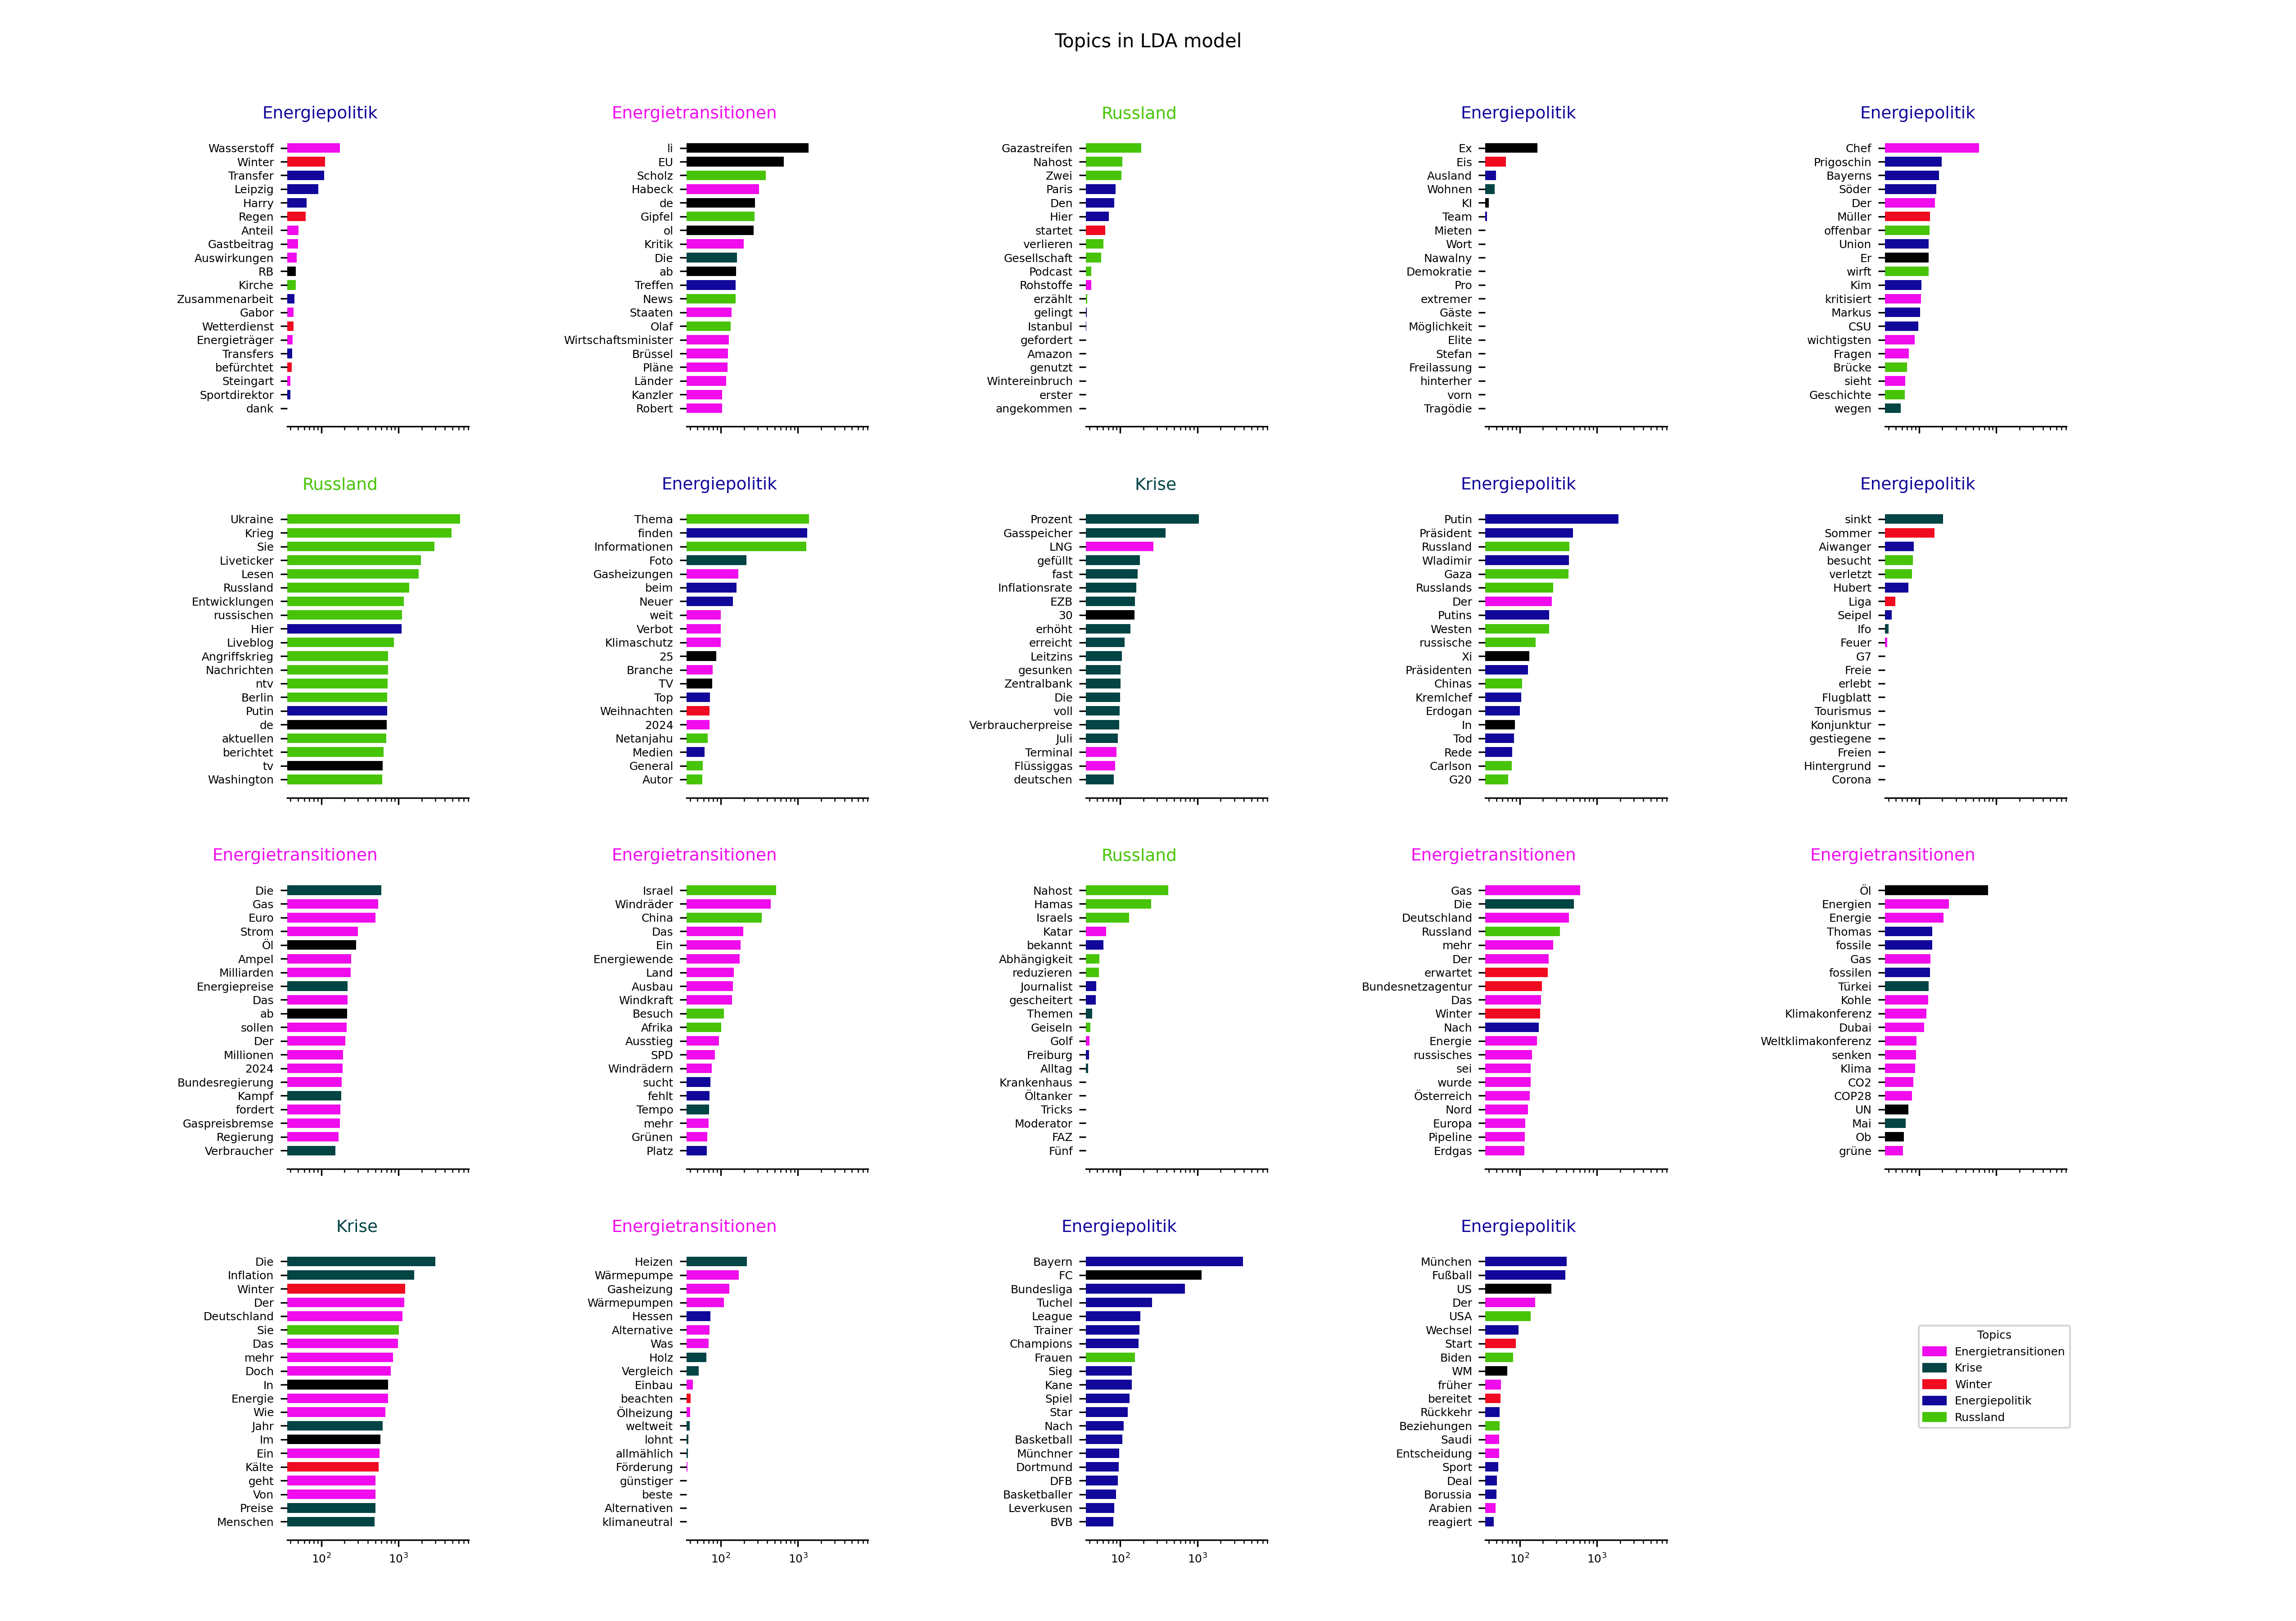 Topics in LDA model
Energiepolitik
Wasserstoff
Winter
Transfer
Leipzig
Harry
Regen
Anteil
Gastbeitrag
Auswirkungen
RB
Kirche
Zusammenarbeit
Gabor
Wetterdienst
Energieträger
Transfers
befürchtet
Steingart
Sportdirektor
dank
Energietransitionen
li
EU
Scholz
Habeck
de
Gipfel
ol
Kritik
Die
ab
Treffen
News
Staaten
Olaf
Wirtschaftsminister
Brüssel
Pläne
Länder
Kanzler
Robert
Russland
Gazastreifen
Nahost
Zwei
Paris
Den
Hier
startet
verlieren
Gesellschaft
Podcast
Rohstoffe
erzählt
gelingt
Istanbul
gefordert
Amazon
genutzt
Wintereinbruch
erster
angekommen
Energiepolitik
Ex
Eis
Ausland
Wohnen
KI
Team
Mieten
Wort
Nawalny
Demokratie
Pro
extremer
Gäste
Möglichkeit
Elite
Stefan
Freilassung
hinterher
vorn
Tragödie
Energiepolitik
Chef
Prigoschin
Bayerns
Söder
Der
Müller
offenbar
Union
Er
wirft
Kim
kritisiert
Markus
CSU
wichtigsten
Fragen
Brücke
sieht
Geschichte
wegen
Russland
Ukraine
Krieg
Sie
Liveticker
Lesen
Russland
Entwicklungen
russischen
Hier
Liveblog
Angriffskrieg
Nachrichten
ntv
Berlin
Putin
de
aktuellen
berichtet
tv
Washington
Energiepolitik
Thema
finden
Informationen
Foto
Gasheizungen
beim
Neuer
weit
Verbot
Klimaschutz
25
Branche
TV
Top
Weihnachten
2024
Netanjahu
Medien
General
Autor
Krise
Prozent
Gasspeicher
LNG
gefüllt
fast
Inflationsrate
EZB
30
erhöht
erreicht
Leitzins
gesunken
Zentralbank
Die
voll
Verbraucherpreise
Juli
Terminal
Flüssiggas
deutschen
Energiepolitik
Putin
Präsident
Russland
Wladimir
Gaza
Russlands
Der
Putins
Westen
russische
Xi
Präsidenten
Chinas
Kremlchef
Erdogan
In
Tod
Rede
Carlson
G20
Energiepolitik
sinkt
Sommer
Aiwanger
besucht
verletzt
Hubert
Liga
Seipel
Ifo
Feuer
G7
Freie
erlebt
Flugblatt
Tourismus
Konjunktur
gestiegene
Freien
Hintergrund
Corona
Energietransitionen
Die
Gas
Euro
Strom
Öl
Ampel
Milliarden
Energiepreise
Das
ab
sollen
Der
Millionen
2024
Bundesregierung
Kampf
fordert
Gaspreisbremse
Regierung
Verbraucher
Energietransitionen
Israel
Windräder
China
Das
Ein
Energiewende
Land
Ausbau
Windkraft
Besuch
Afrika
Ausstieg
SPD
Windrädern
sucht
fehlt
Tempo
mehr
Grünen
Platz
Russland
Nahost
Hamas
Israels
Katar
bekannt
Abhängigkeit
reduzieren
Journalist
gescheitert
Themen
Geiseln
Golf
Freiburg
Alltag
Krankenhaus
Öltanker
Tricks
Moderator
FAZ
Fünf
Energietransitionen
Gas
Die
Deutschland
Russland
mehr
Der
erwartet
Bundesnetzagentur
Das
Winter
Nach
Energie
russisches
sei
wurde
Österreich
Nord
Europa
Pipeline
Erdgas
Energietransitionen
Öl
Energien
Energie
Thomas
fossile
Gas
fossilen
Türkei
Kohle
Klimakonferenz
Dubai
Weltklimakonferenz
senken
Klima
CO2
COP28
UN
Mai
Ob
grüne
Krise
Die
Inflation
Winter
Der
Deutschland
Sie
Das
mehr
Doch
In
Energie
Wie
Jahr
Im
Ein
Kälte
geht
Von
Preise
Menschen
10² 10³
Energietransitionen
Heizen
Wärmepumpe
Gasheizung
Wärmepumpen
Hessen
Alternative
Was
Holz
Vergleich
Einbau
beachten
Ölheizung
weltweit
lohnt
allmählich
Förderung
günstiger
beste
Alternativen
klimaneutral
10² 10³
Energiepolitik
Bayern
FC
Bundesliga
Tuchel
League
Trainer
Champions
Frauen
Sieg
Kane
Spiel
Star
Nach
Basketball
Münchner
Dortmund
DFB
Basketballer
Leverkusen
BVB
10² 10³
Energiepolitik
München
Fußball
US
Der
USA
Wechsel
Start
Biden
WM
früher
bereitet
Rückkehr
Beziehungen
Saudi
Entscheidung
Sport
Deal
Borussia
Arabien
reagiert
10² 10³
Topics
Energietransitionen
Krise
Winter
Energiepolitik
Russland